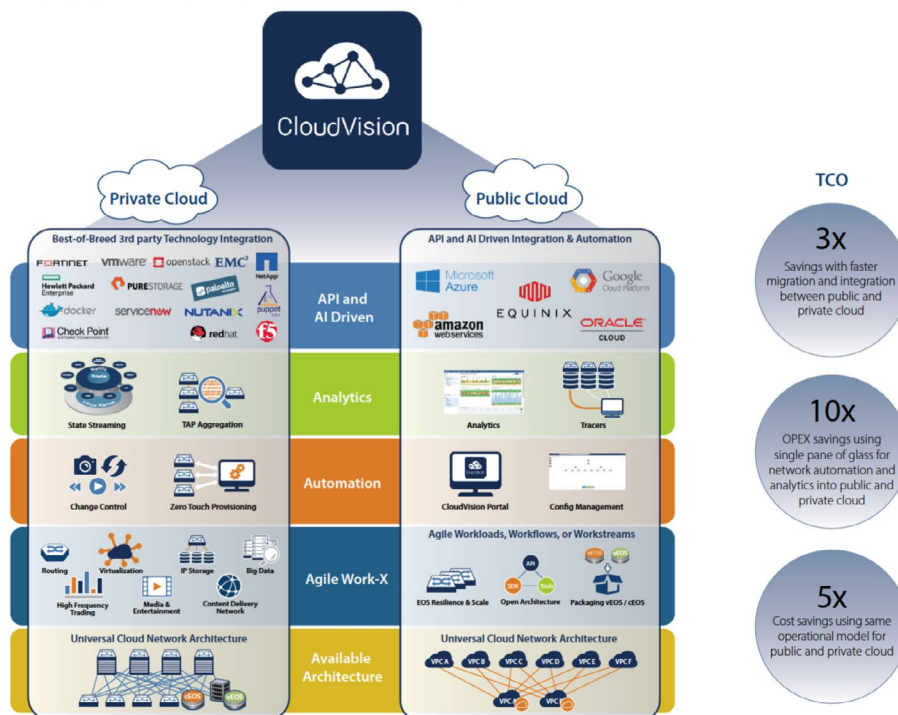 CloudVision
Private Cloud
Public Cloud
TCO
Best-of-Breed 3rd party Technology Integration
FORTINET
vmware
openstack
EMC²
NetApp
Hewlett Packard
Enterprise
PURESTORAGE
paloalto
docker
servicenow
NUTANIX
puppet
labs
Check Point
SOFTWARE TECHNOLOGIES LTD.
redhat
f5
API and
AI Driven
API and AI Driven Integration & Automation
Microsoft
Azure
Google
Cloud Platform
EQUINIX
amazon
webservices
ORACLE
CLOUD
3x
Savings with faster
migration and integration
between public and
private cloud
State Streaming
TAP Aggregation
Analytics
Analytics
Tracers
10x
OPEX savings using
single pane of glass for
network automation and
analytics into public and
private cloud
Change Control
Zero Touch Provisioning
Automation
CloudVision
CloudVision Portal
Config Management
Routing
Virtualization
IP Storage
Big Data
High Frequency
Trading
Media &
Entertainment
Content Delivery
Network
Agile Work-X
Agile Workloads, Workflows, or Workstreams
EOS Resilience & Scale
API
SDK
Tools
Open Architecture
vEOS
cEOS
Packaging vEOS / cEOS
5x
Cost savings using same
operational model for
public and private cloud
Universal Cloud Network Architecture
cEOS
vEOS
Available
Architecture
Universal Cloud Network Architecture
VPC A
VPC B
VPC C
VPC D
VPC E
VPC F